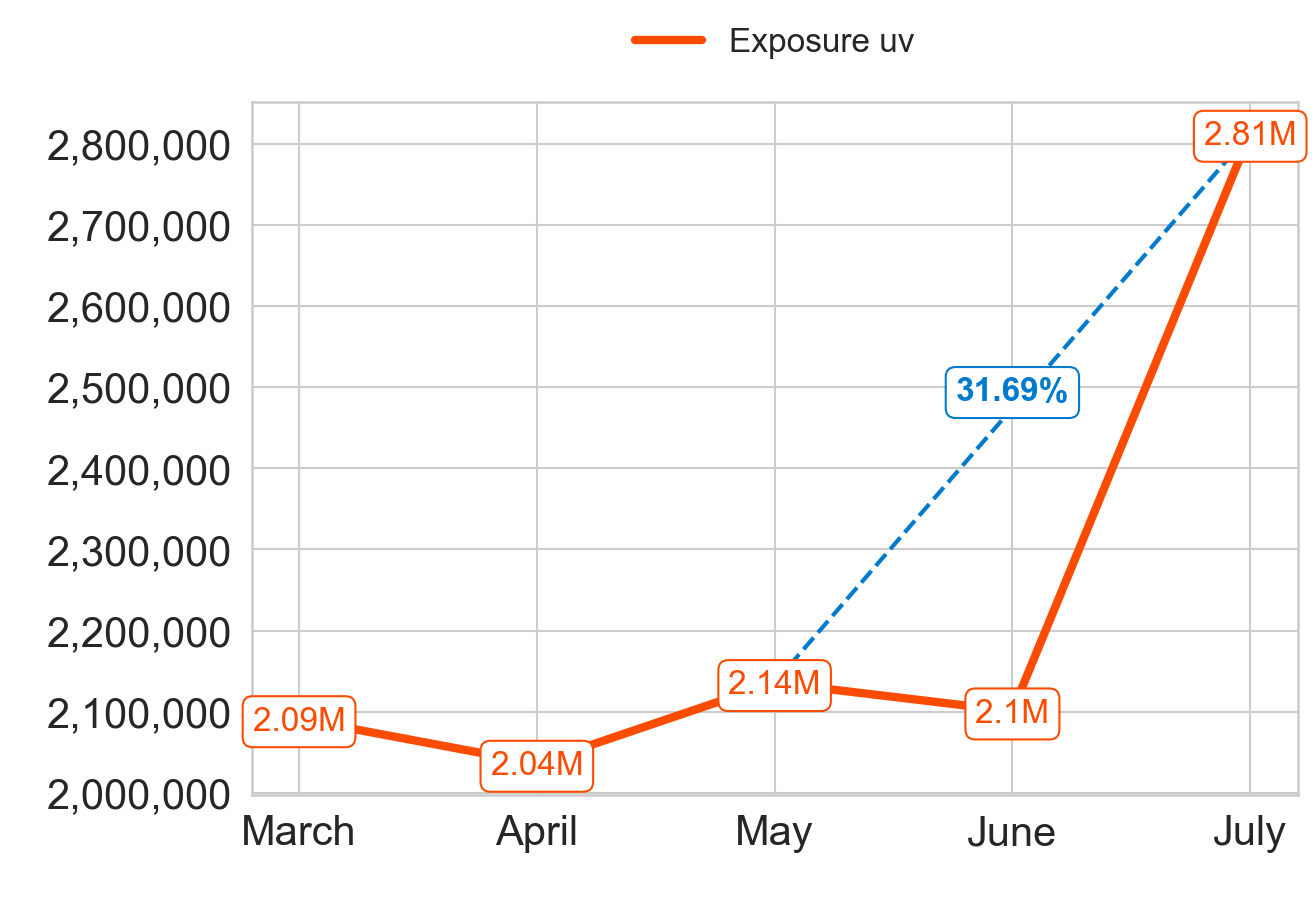 Exposure uv
2,800,000
2,700,000
2,600,000
2,500,000
2,400,000
2,300,000
2,200,000
2,100,000
2,000,000
2.81M
31.69%
2.14M
2.1M
2.09M
2.04M
March April May June July